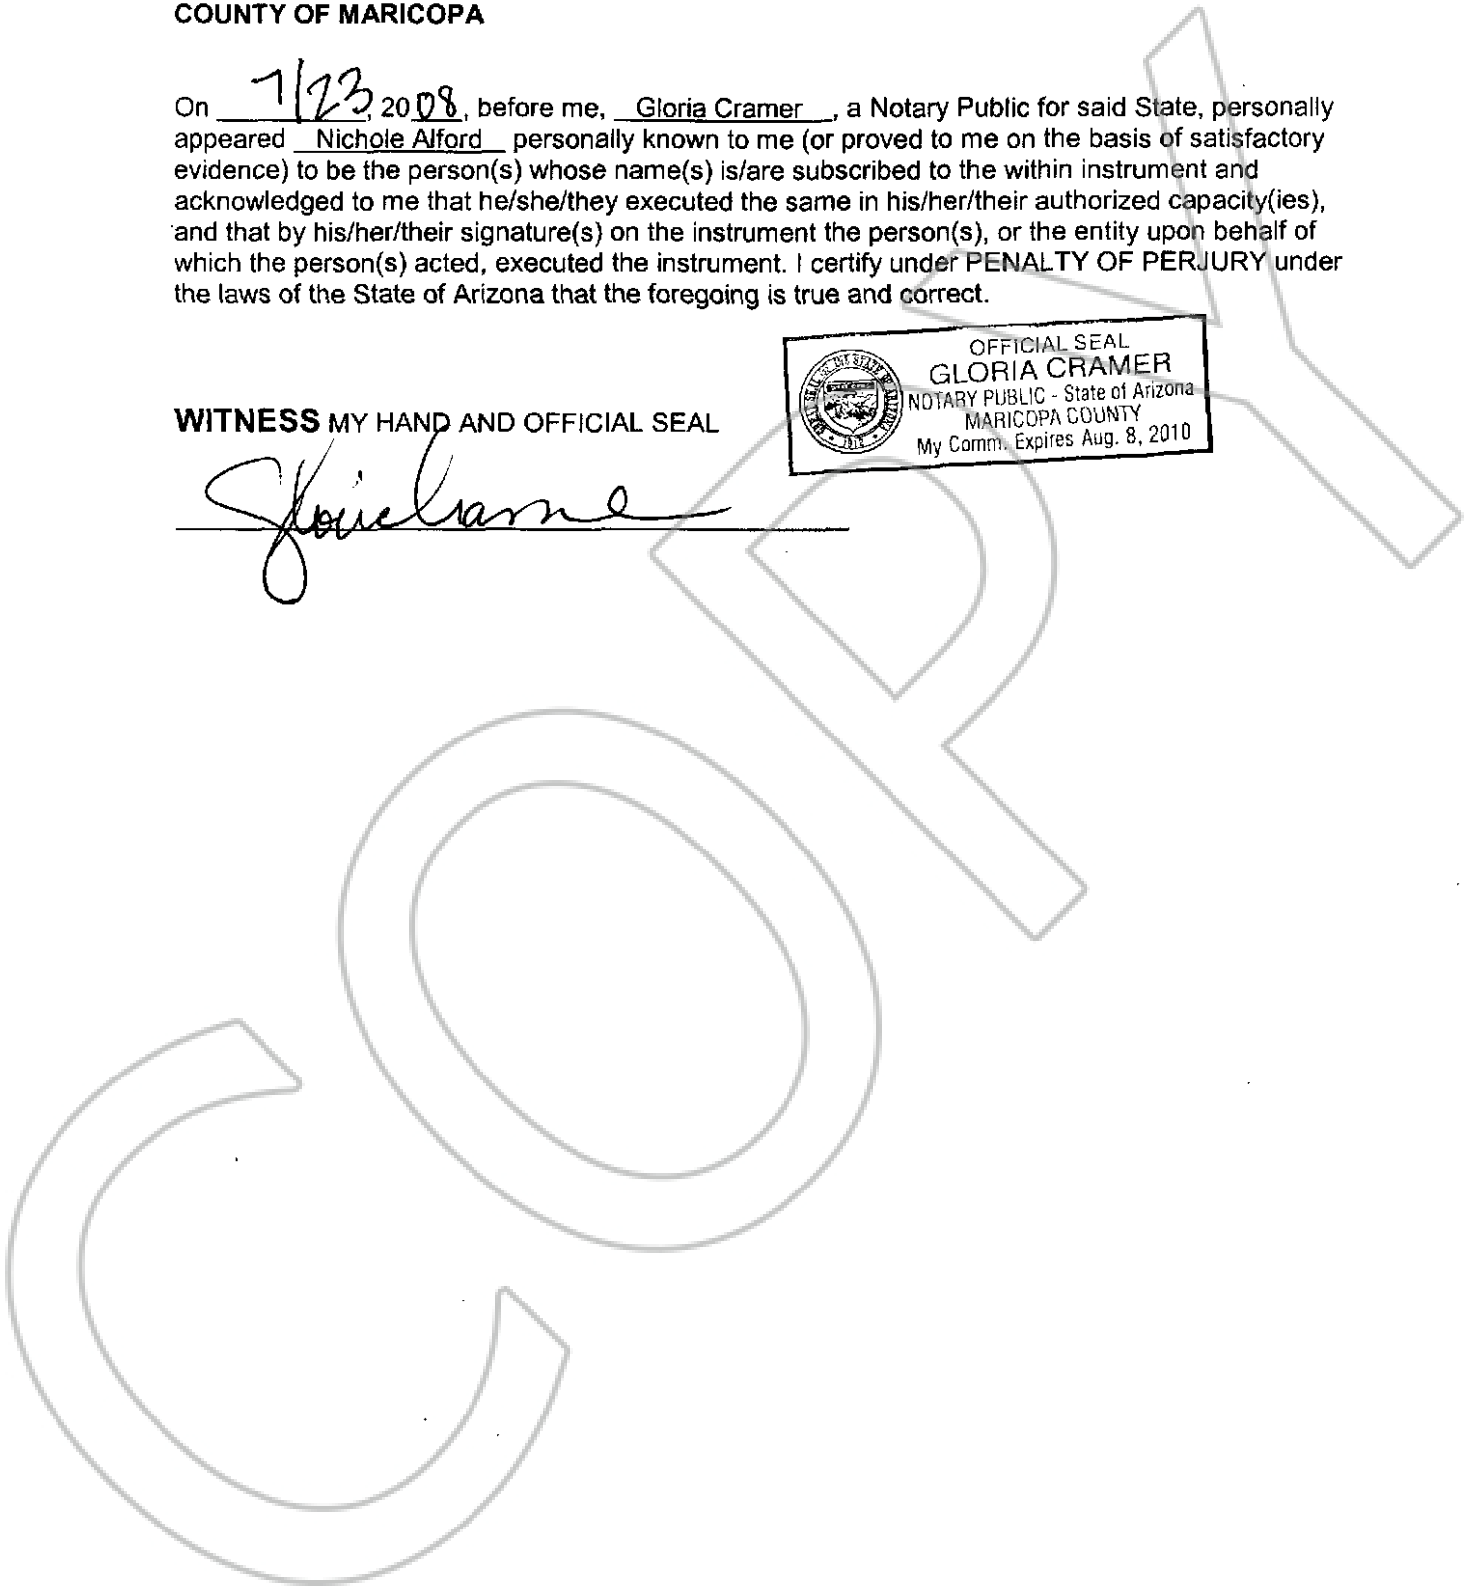 COUNTY OF MARICOPA
On 7/23, 2008, before me, Gloria Cramer, a Notary Public for said State, personally
appeared Nichole Alford personally known to me (or proved to me on the basis of satisfactory
evidence) to be the person(s) whose name(s) is/are subscribed to the within instrument and
acknowledged to me that he/she/they executed the same in his/her/their authorized capacity(ies),
and that by his/her/their signature(s) on the instrument the person(s), or the entity upon behalf of
which the person(s) acted, executed the instrument. I certify under PENALTY OF PERJURY under
the laws of the State of Arizona that the foregoing is true and correct.
OFFICIAL SEAL
GLORIA CRAMER
NOTARY PUBLIC - State of Arizona
MARICOPA COUNTY
My Comm. Expires Aug. 8, 2010
WITNESS MY HAND AND OFFICIAL SEAL
Gloria Cramer
COPY